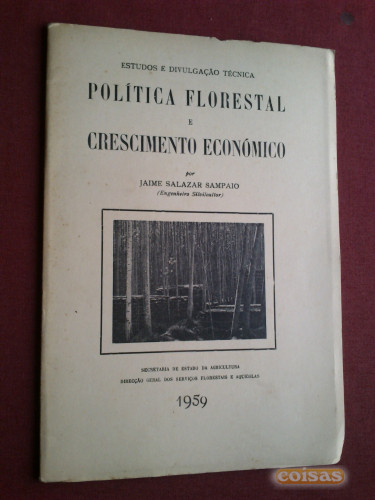 ESTUDOS E DIVULGAÇÃO TÉCNICA
POLÍTICA FLORESTAL
E
CRESCIMENTO ECONÓMICO
por
JAIME SALAZAR SAMPAIO
(Engenheiro Silvicultor)
SECRETARIA DE ESTADO DA AGRICULTURA
DIRECÇÃO GERAL DOS SERVIÇOS FLORESTAIS E AQUÍCOLAS
1959
coisas